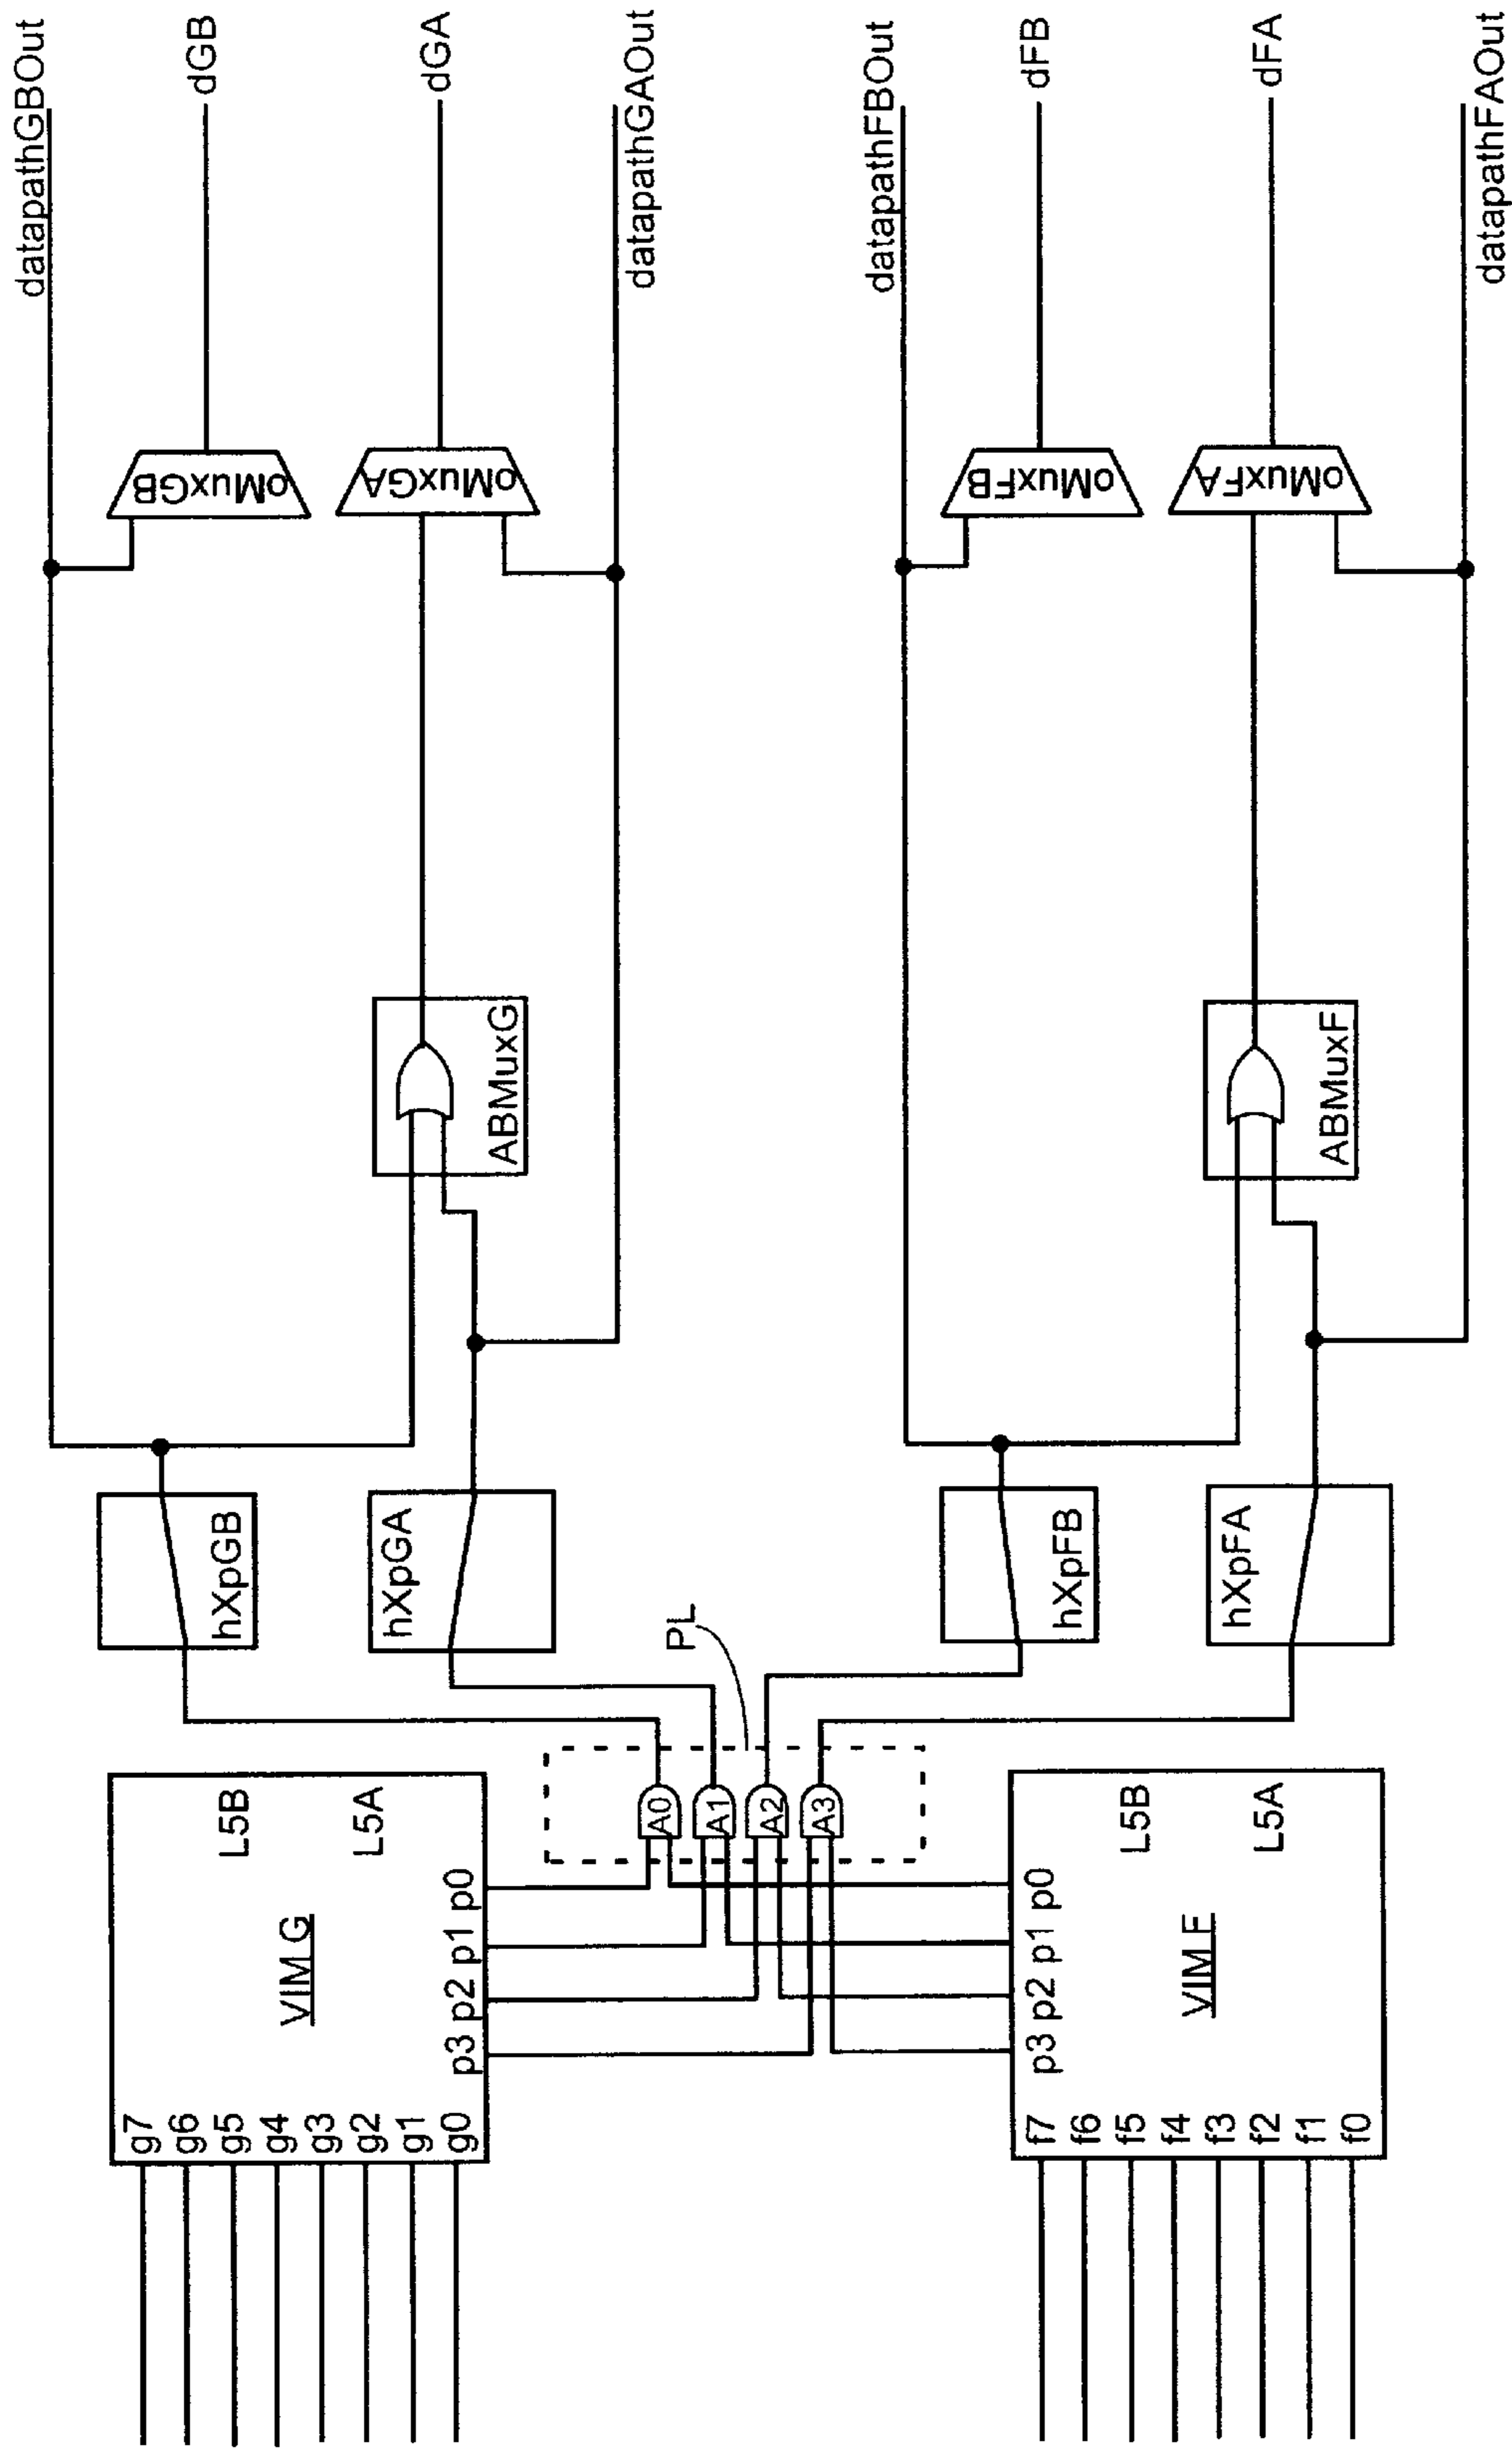 datapathGBOut
dGB
dGA
datapathGAOut
datapathFBOut
dFB
dFA
datapathFAOut
oMuxGB
oMuxGA
oMuxFB
oMuxFA
ABMuxG
ABMuxF
hXpGB
hXpGA
hXpFB
hXpFA
PL
A0
A1
A2
A3
L5B
L5A
VIM G
p3 p2 p1 p0
g7
g6
g5
g4
g3
g2
g1
g0
L5B
L5A
VIM F
p3 p2 p1 p0
f7
f6
f5
f4
f3
f2
f1
f0